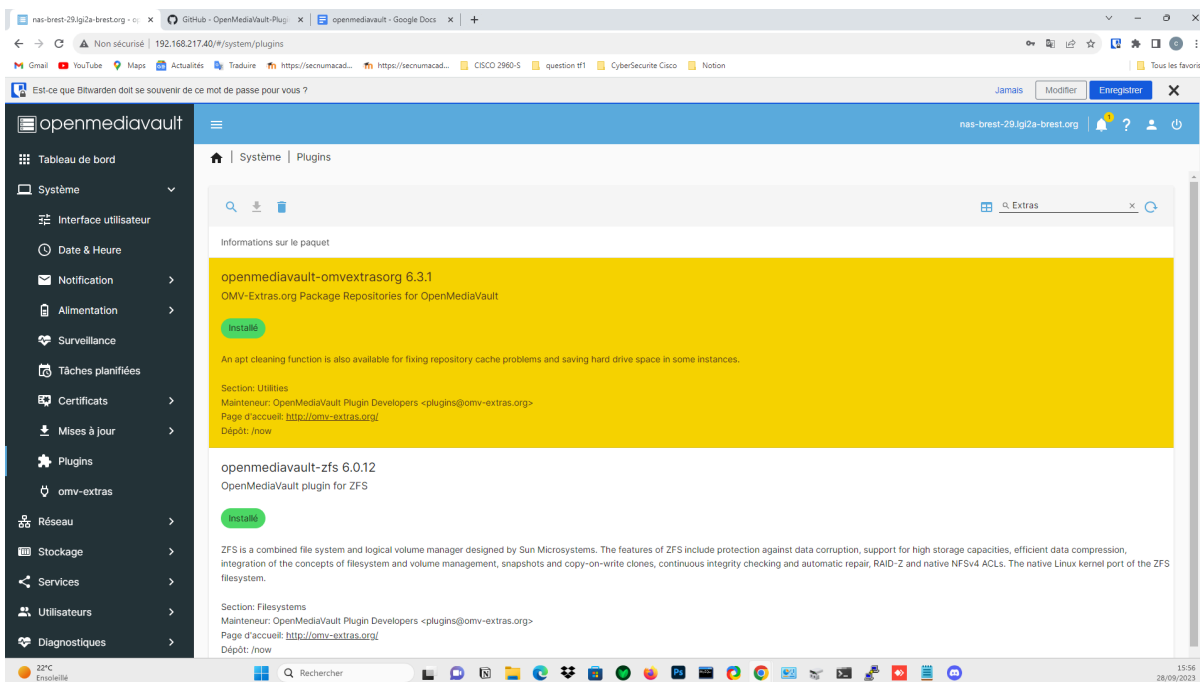 nas-brest-29.lgi2a-brest.org - o
GitHub - OpenMediaVault-Plug
openmediavault - Google Docs
Non sécurisé
192.168.217.40/#/system/plugins
Gmail
YouTube
Maps
Actualités
Traduire
https://secnumacad...
https://secnumacad...
CISCO 2960-S
question tf1
CyberSecurite Cisco
Notion
Tous les favoris
Est-ce que Bitwarden doit se souvenir de ce mot de passe pour vous ?
Jamais
Modifier
Enregistrer
openmediavault
nas-brest-29.lgi2a-brest.org
1
Tableau de bord
Système
Interface utilisateur
Date & Heure
Notification
Alimentation
Surveillance
Tâches planifiées
Certificats
Mises à jour
Plugins
omv-extras
Réseau
Stockage
Services
Utilisateurs
Diagnostiques
Système | Plugins
Extras
Informations sur le paquet
openmediavault-omvextrasorg 6.3.1
OMV-Extras.org Package Repositories for OpenMediaVault
Installé
An apt cleaning function is also available for fixing repository cache problems and saving hard drive space in some instances.
Section: Utilities
Mainteneur: OpenMediaVault Plugin Developers <plugins@omv-extras.org>
Page d'accueil: http://omv-extras.org/
Dépôt: /now
openmediavault-zfs 6.0.12
OpenMediaVault plugin for ZFS
Installé
ZFS is a combined file system and logical volume manager designed by Sun Microsystems. The features of ZFS include protection against data corruption, support for high storage capacities, efficient data compression,
integration of the concepts of filesystem and volume management, snapshots and copy-on-write clones, continuous integrity checking and automatic repair, RAID-Z and native NFSv4 ACLs. The native Linux kernel port of the ZFS
filesystem.
Section: Filesystems
Mainteneur: OpenMediaVault Plugin Developers <plugins@omv-extras.org>
Page d'accueil: http://omv-extras.org/
Dépôt: /now
22°C
Ensoleillé
Rechercher
Ps
15:56
28/09/2023